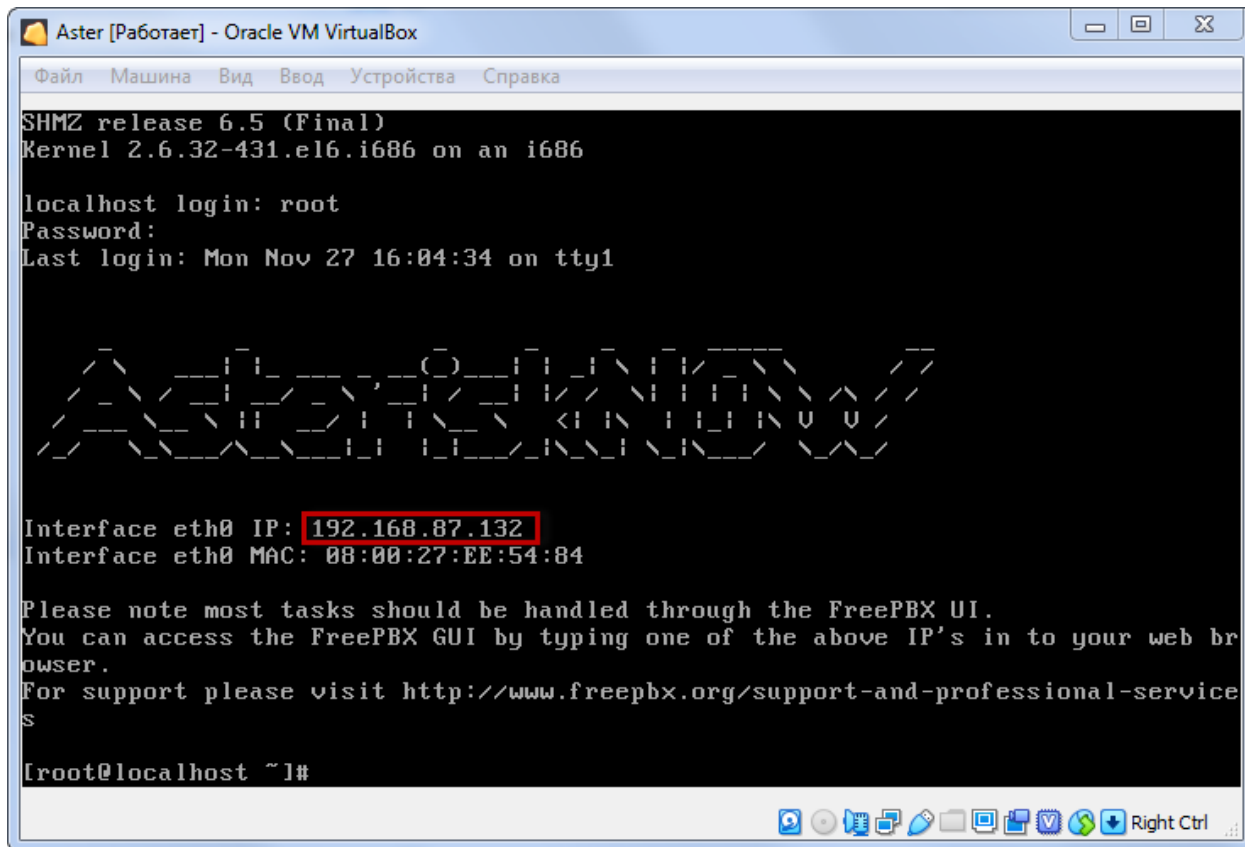 Aster [Работает] - Oracle VM VirtualBox
Файл Машина Вид Ввод Устройства Справка
SHMZ release 6.5 (Final)
Kernel 2.6.32-431.el6.i686 on an i686
localhost login: root
Password:
Last login: Mon Nov 27 16:04:34 on tty1
AsteriskNOW
Interface eth0 IP: 192.168.87.132
Interface eth0 MAC: 08:00:27:EE:54:84
Please note most tasks should be handled through the FreePBX UI.
You can access the FreePBX GUI by typing one of the above IP's in to your web br
owser.
For support please visit http://www.freepbx.org/support-and-professional-service
s
[root@localhost ~]#
Right Ctrl